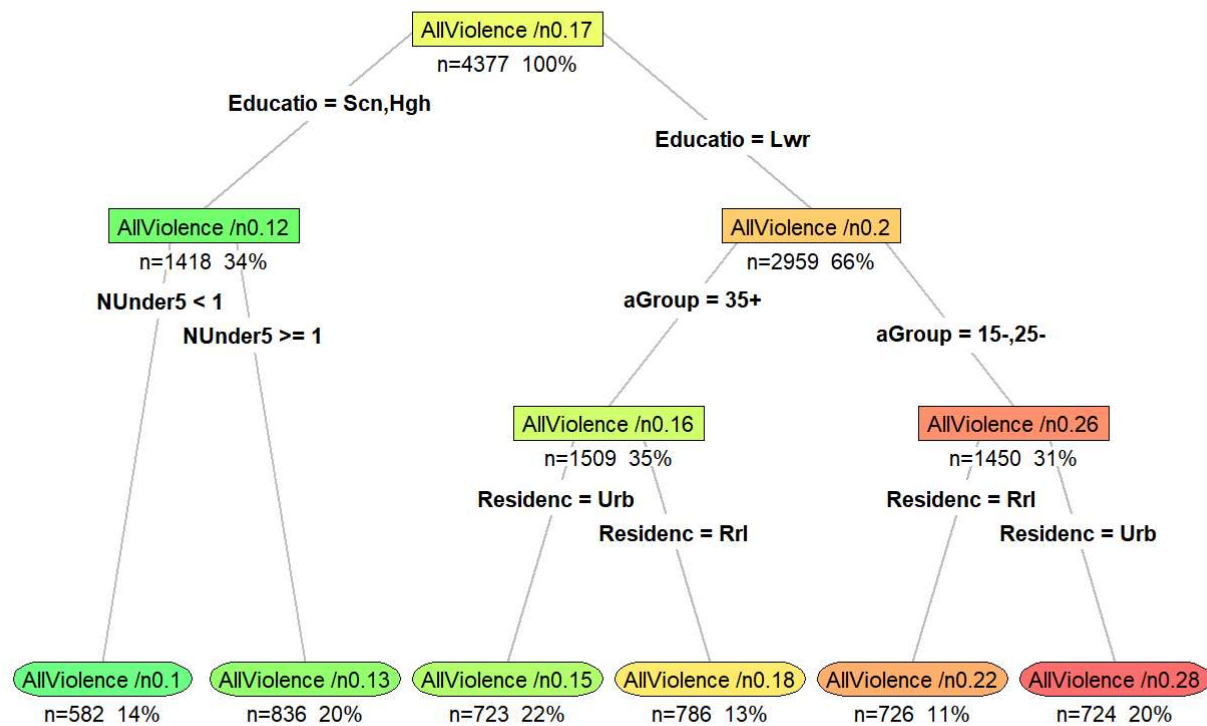 AllViolence /n0.17
n=4377 100%
Educatio = Scn,Hgh
Educatio = Lwr
AllViolence /n0.12
n=1418 34%
AllViolence /n0.2
n=2959 66%
NUnder5 < 1
NUnder5 >= 1
aGroup = 35+
aGroup = 15-,25-
AllViolence /n0.16
n=1509 35%
AllViolence /n0.26
n=1450 31%
Residenc = Urb
Residenc = Rrl
Residenc = Rrl
Residenc = Urb
AllViolence /n0.1
n=582 14%
AllViolence /n0.13
n=836 20%
AllViolence /n0.15
n=723 22%
AllViolence /n0.18
n=786 13%
AllViolence /n0.22
n=726 11%
AllViolence /n0.28
n=724 20%